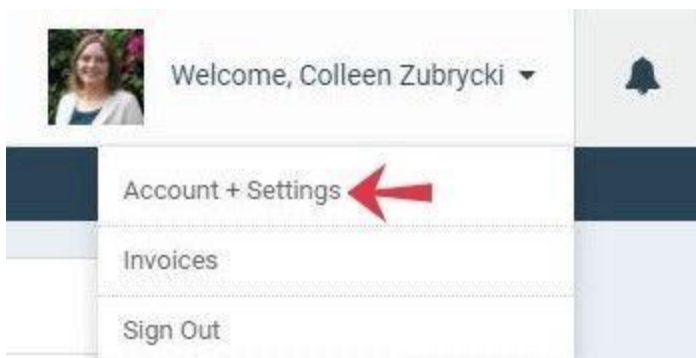 Welcome, Colleen Zubrycki
Account + Settings
Invoices
Sign Out